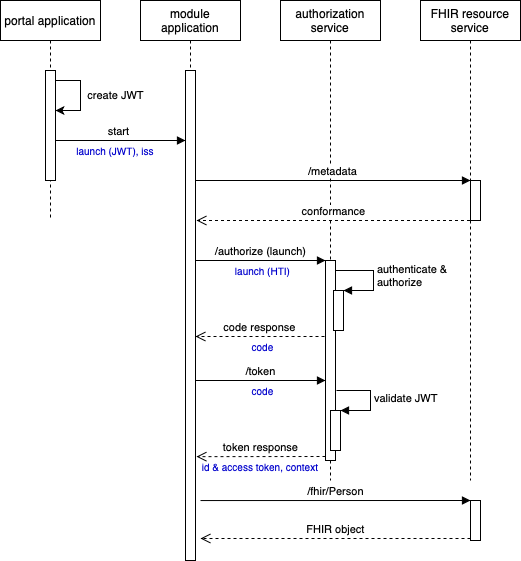 portal application
module
application
authorization
service
FHIR resource
service
create JWT
start
launch (JWT), iss
/metadata
conformance
/authorize (launch)
launch (HTI)
authenticate &
authorize
code response
code
/token
code
validate JWT
token response
id & access token, context
/fhir/Person
FHIR object